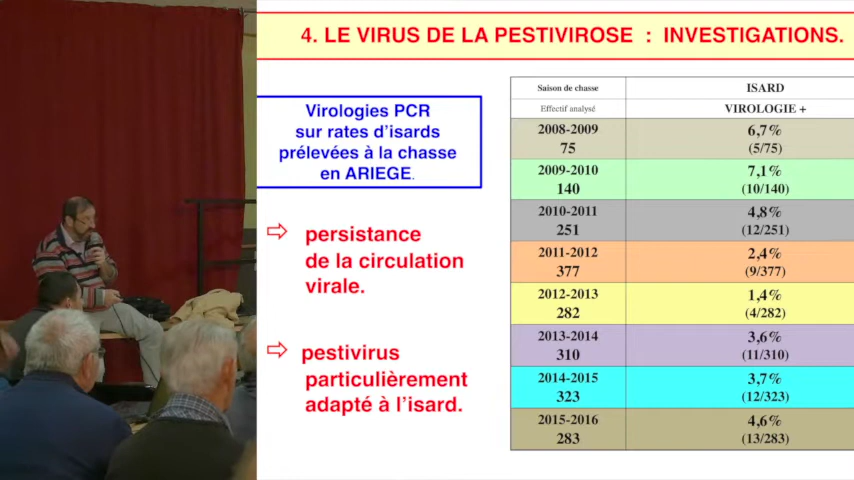 4. LE VIRUS DE LA PESTIVIROSE : INVESTIGATIONS.
Virologies PCR
sur rates d'isards
prélevées à la chasse
en ARIEGE.
⇨ persistance
de la circulation
virale.
⇨ pestivirus
particulièrement
adapté à l'isard.
Saison de chasse ISARD
Effectif analysé VIROLOGIE +
2008-2009 6,7%
75 (5/75)
2009-2010 7,1%
140 (10/140)
2010-2011 4,8%
251 (12/251)
2011-2012 2,4%
377 (9/377)
2012-2013 1,4%
282 (4/282)
2013-2014 3,6%
310 (11/310)
2014-2015 3,7%
323 (12/323)
2015-2016 4,6%
283 (13/283)